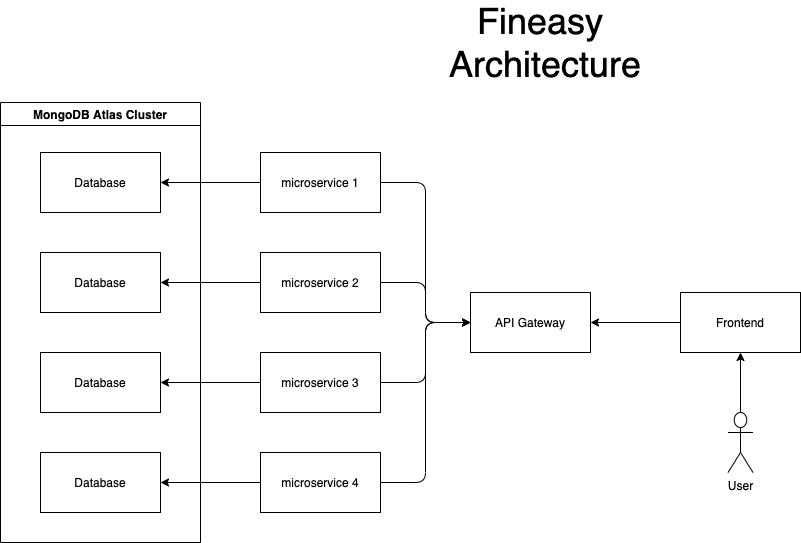 Fineasy
Architecture
MongoDB Atlas Cluster
Database
microservice 1
Database
microservice 2
API Gateway
Frontend
Database
microservice 3
Database
microservice 4
User